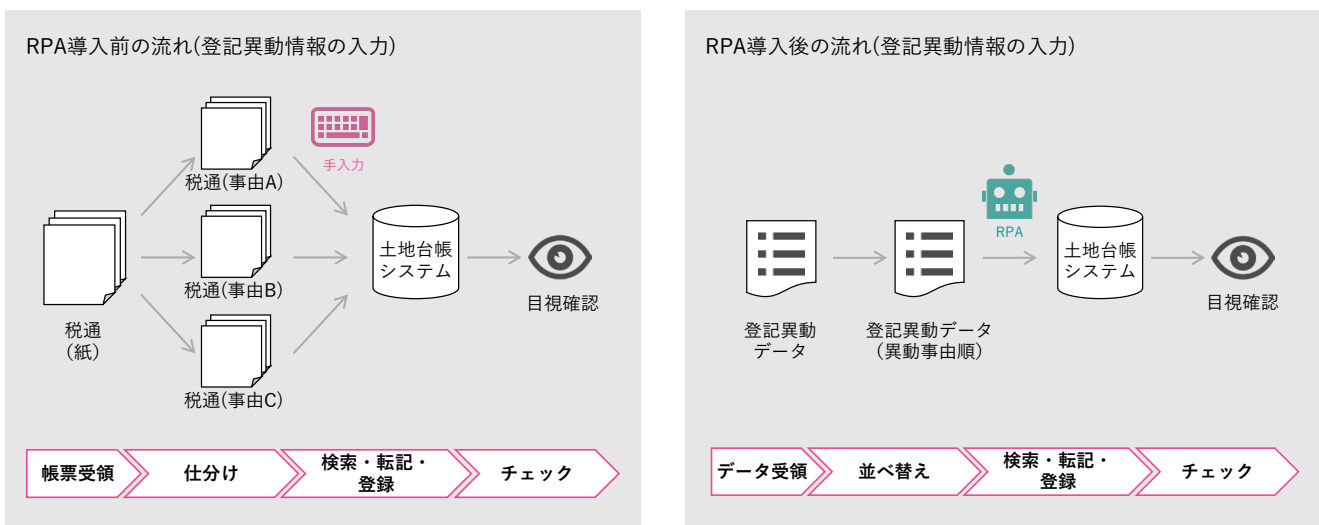 RPA導入前の流れ(登記異動情報の入力)
手入力
税通(事由A)
税通(事由B)
税通(事由C)
税通
(紙)
土地台帳
システム
目視確認
帳票受領
仕分け
検索・転記・
登録
チェック
RPA導入後の流れ(登記異動情報の入力)
RPA
土地台帳
システム
登記異動
データ
登記異動データ
(異動事由順)
目視確認
データ受領
並べ替え
検索・転記・
登録
チェック